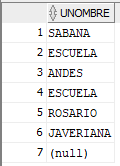 UNOMBRE
1 SABANA
2 ESCUELA
3 ANDES
4 ESCUELA
5 ROSARIO
6 JAVERIANA
7 (null)